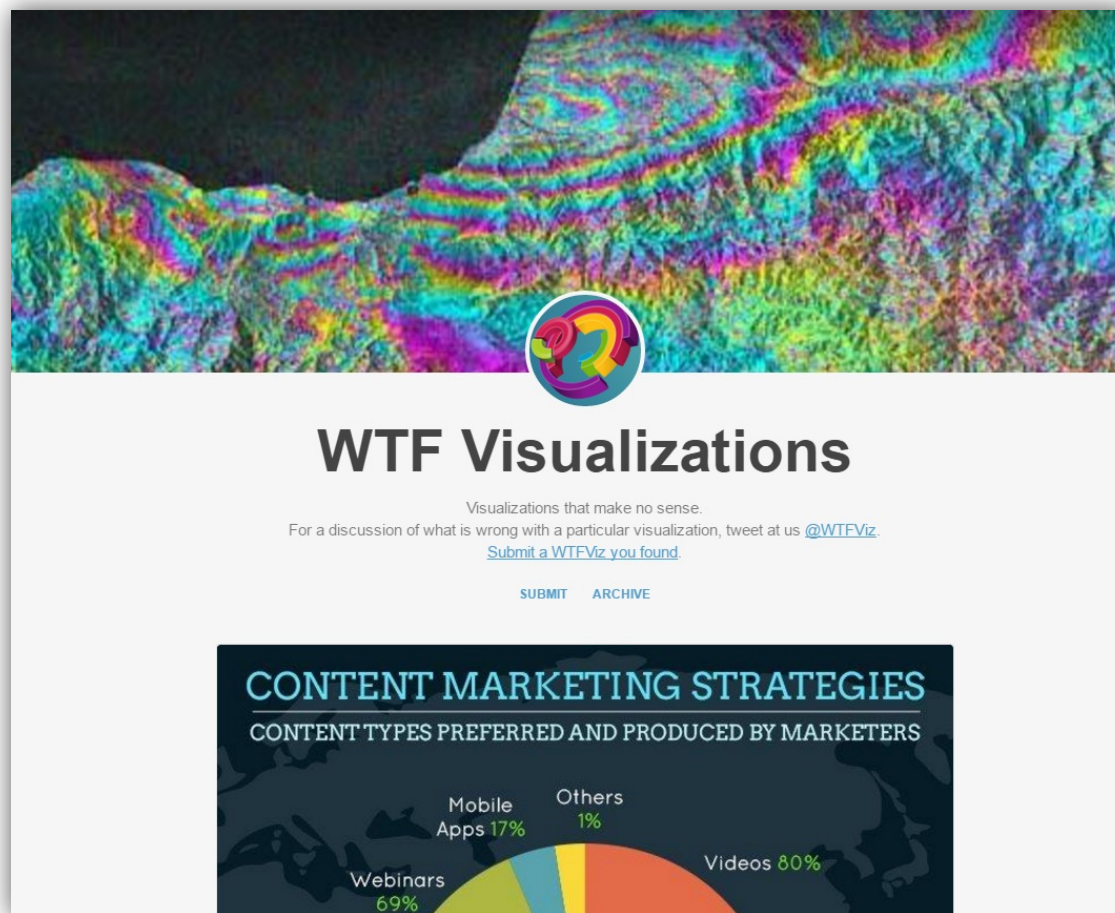 WTF Visualizations
Visualizations that make no sense.
For a discussion of what is wrong with a particular visualization, tweet at us @WTFViz.
Submit a WTFViz you found.
SUBMIT ARCHIVE
CONTENT MARKETING STRATEGIES
CONTENT TYPES PREFERRED AND PRODUCED BY MARKETERS
Mobile
Apps 17%
Others
1%
Videos 80%
Webinars
69%